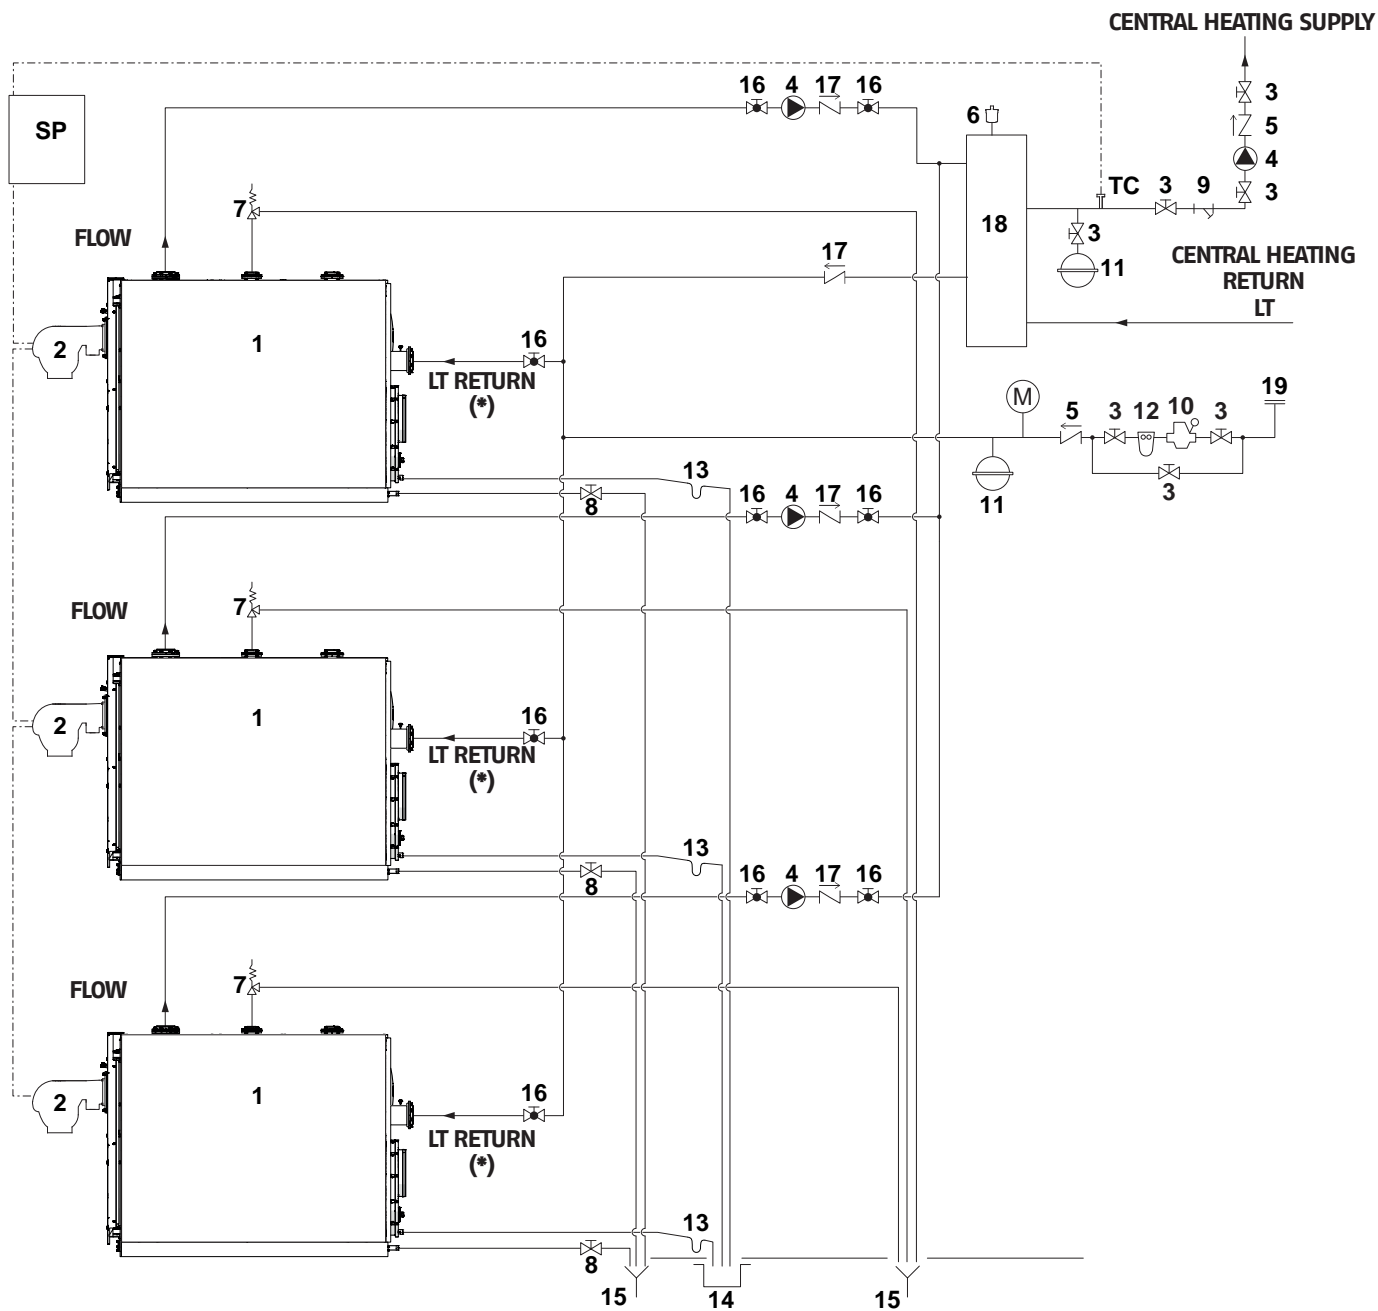 CENTRAL HEATING SUPPLY
16 4 17 16
3
6
5
SP
4
TC 3 9 3
7
18
3
FLOW
17
11
CENTRAL HEATING
RETURN
LT
1
2
16
LT RETURN
(*)
M
19
5 3 12 10 3
13
11
3
16 4 17 16
8
7
FLOW
1
2
16
LT RETURN
(*)
13
16 4 17 16
8
7
FLOW
1
2
16
LT RETURN
(*)
13
8
15 14 15